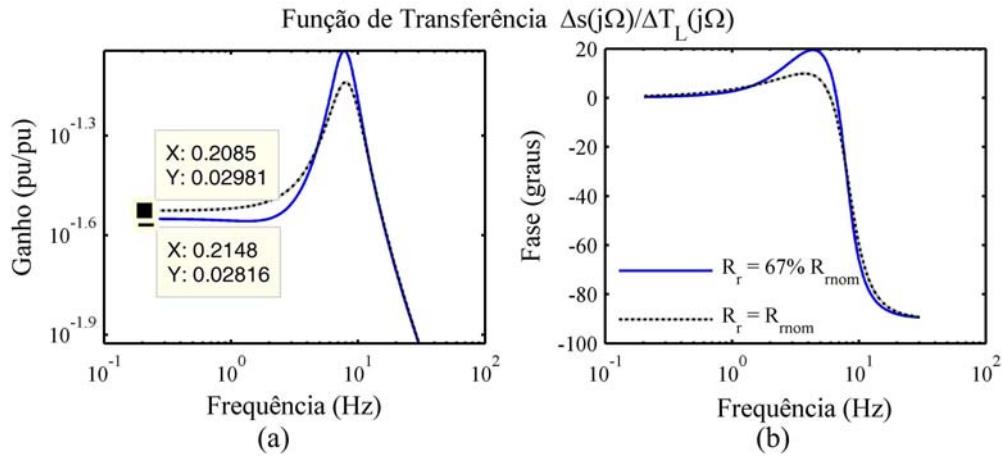 Função de Transferência Δs(jΩ)/ΔT_L(jΩ)
Ganho (pu/pu)
10^-1.3
10^-1.6
10^-1.9
X: 0.2085
Y: 0.02981
X: 0.2148
Y: 0.02816
10^-1
10^0
10^1
10^2
Frequência (Hz)
(a)
Fase (graus)
20
0
-20
-40
-60
-80
-100
R_r = 67% R_rnom
R_r = R_rnom
10^-1
10^0
10^1
10^2
Frequência (Hz)
(b)